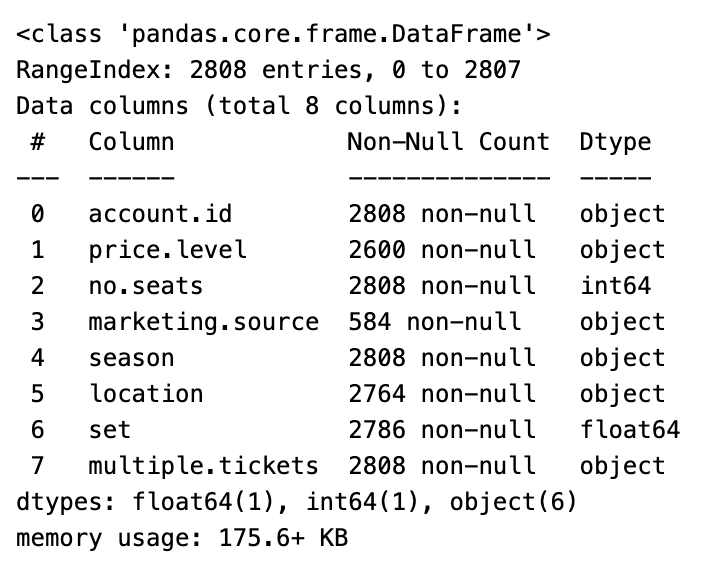 <class 'pandas.core.frame.DataFrame'>
RangeIndex: 2808 entries, 0 to 2807
Data columns (total 8 columns):
 #   Column            Non-Null Count  Dtype
---  ------            --------------  -----
 0   account.id        2808 non-null   object
 1   price.level       2600 non-null   object
 2   no.seats          2808 non-null   int64
 3   marketing.source  584 non-null    object
 4   season            2808 non-null   object
 5   location          2764 non-null   object
 6   set               2786 non-null   float64
 7   multiple.tickets  2808 non-null   object
dtypes: float64(1), int64(1), object(6)
memory usage: 175.6+ KB